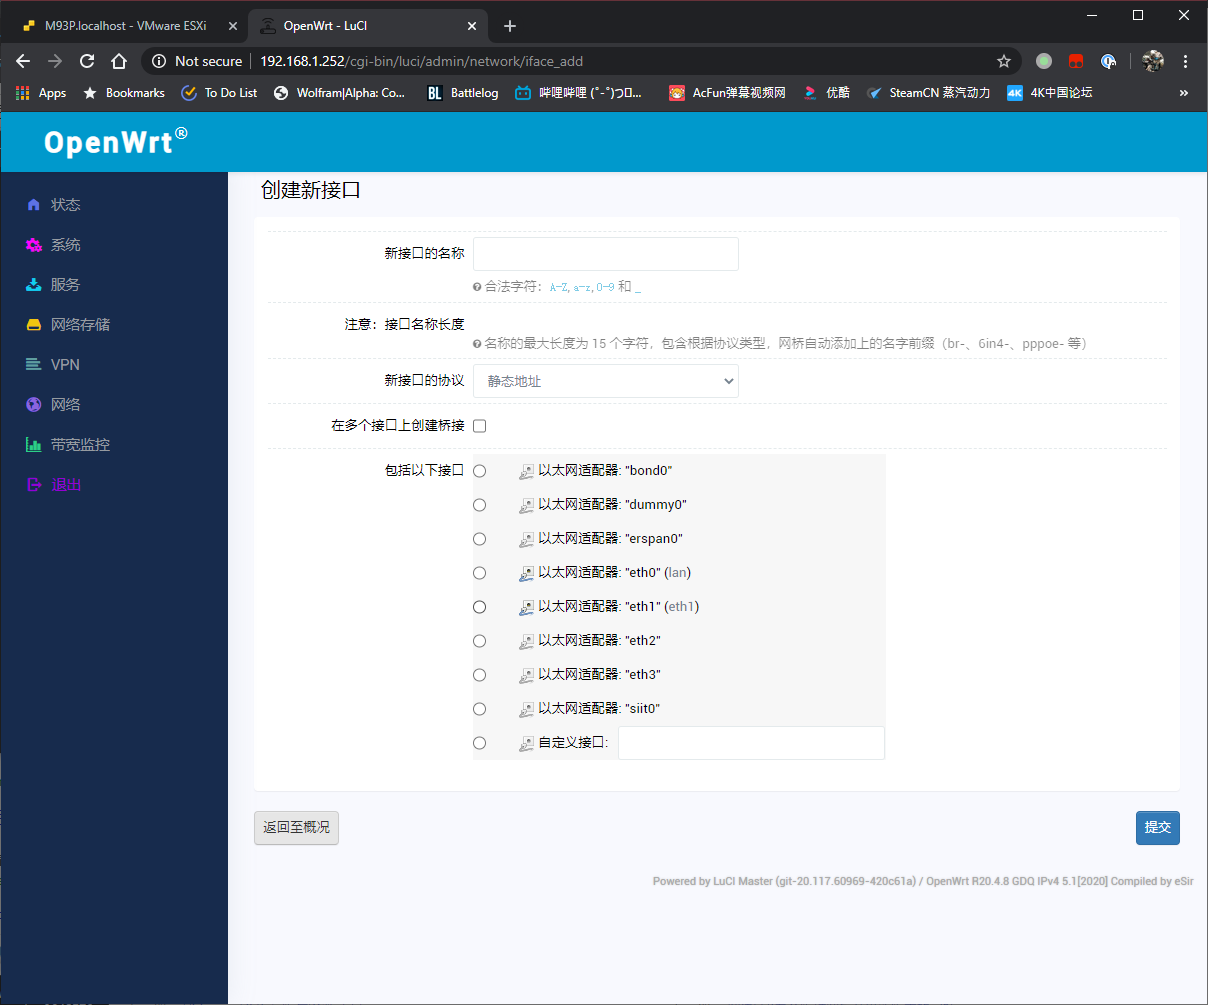 M93P.localhost - VMware ESXi
OpenWrt - LuCI
Not secure
192.168.1.252/cgi-bin/luci/admin/network/iface_add
Apps
Bookmarks
To Do List
Wolfram|Alpha: Co...
BL Battlelog
哔哩哔哩 (゜-゜)つ...
AcFun弹幕视频网
优酷
SteamCN 蒸汽动力
4K 4K中国论坛
»
OpenWrt®
状态
系统
服务
网络存储
VPN
网络
带宽监控
退出
创建新接口
新接口的名称
合法字符：A-Z,a-z,0-9 和 _
注意：接口名称长度
名称的最大长度为 15 个字符，包含根据协议类型，网桥自动添加上的名字前缀（br-、6in4-、pppoe- 等）
新接口的协议
静态地址
在多个接口上创建桥接
包括以下接口
以太网适配器: "bond0"
以太网适配器: "dummy0"
以太网适配器: "erspan0"
以太网适配器: "eth0" (lan)
以太网适配器: "eth1" (eth1)
以太网适配器: "eth2"
以太网适配器: "eth3"
以太网适配器: "siit0"
自定义接口:
返回至概况
提交
Powered by LuCI Master (git-20.117.60969-420c61a) / OpenWrt R20.4.8 GDQ IPv4 5.1[2020] Compiled by eSir